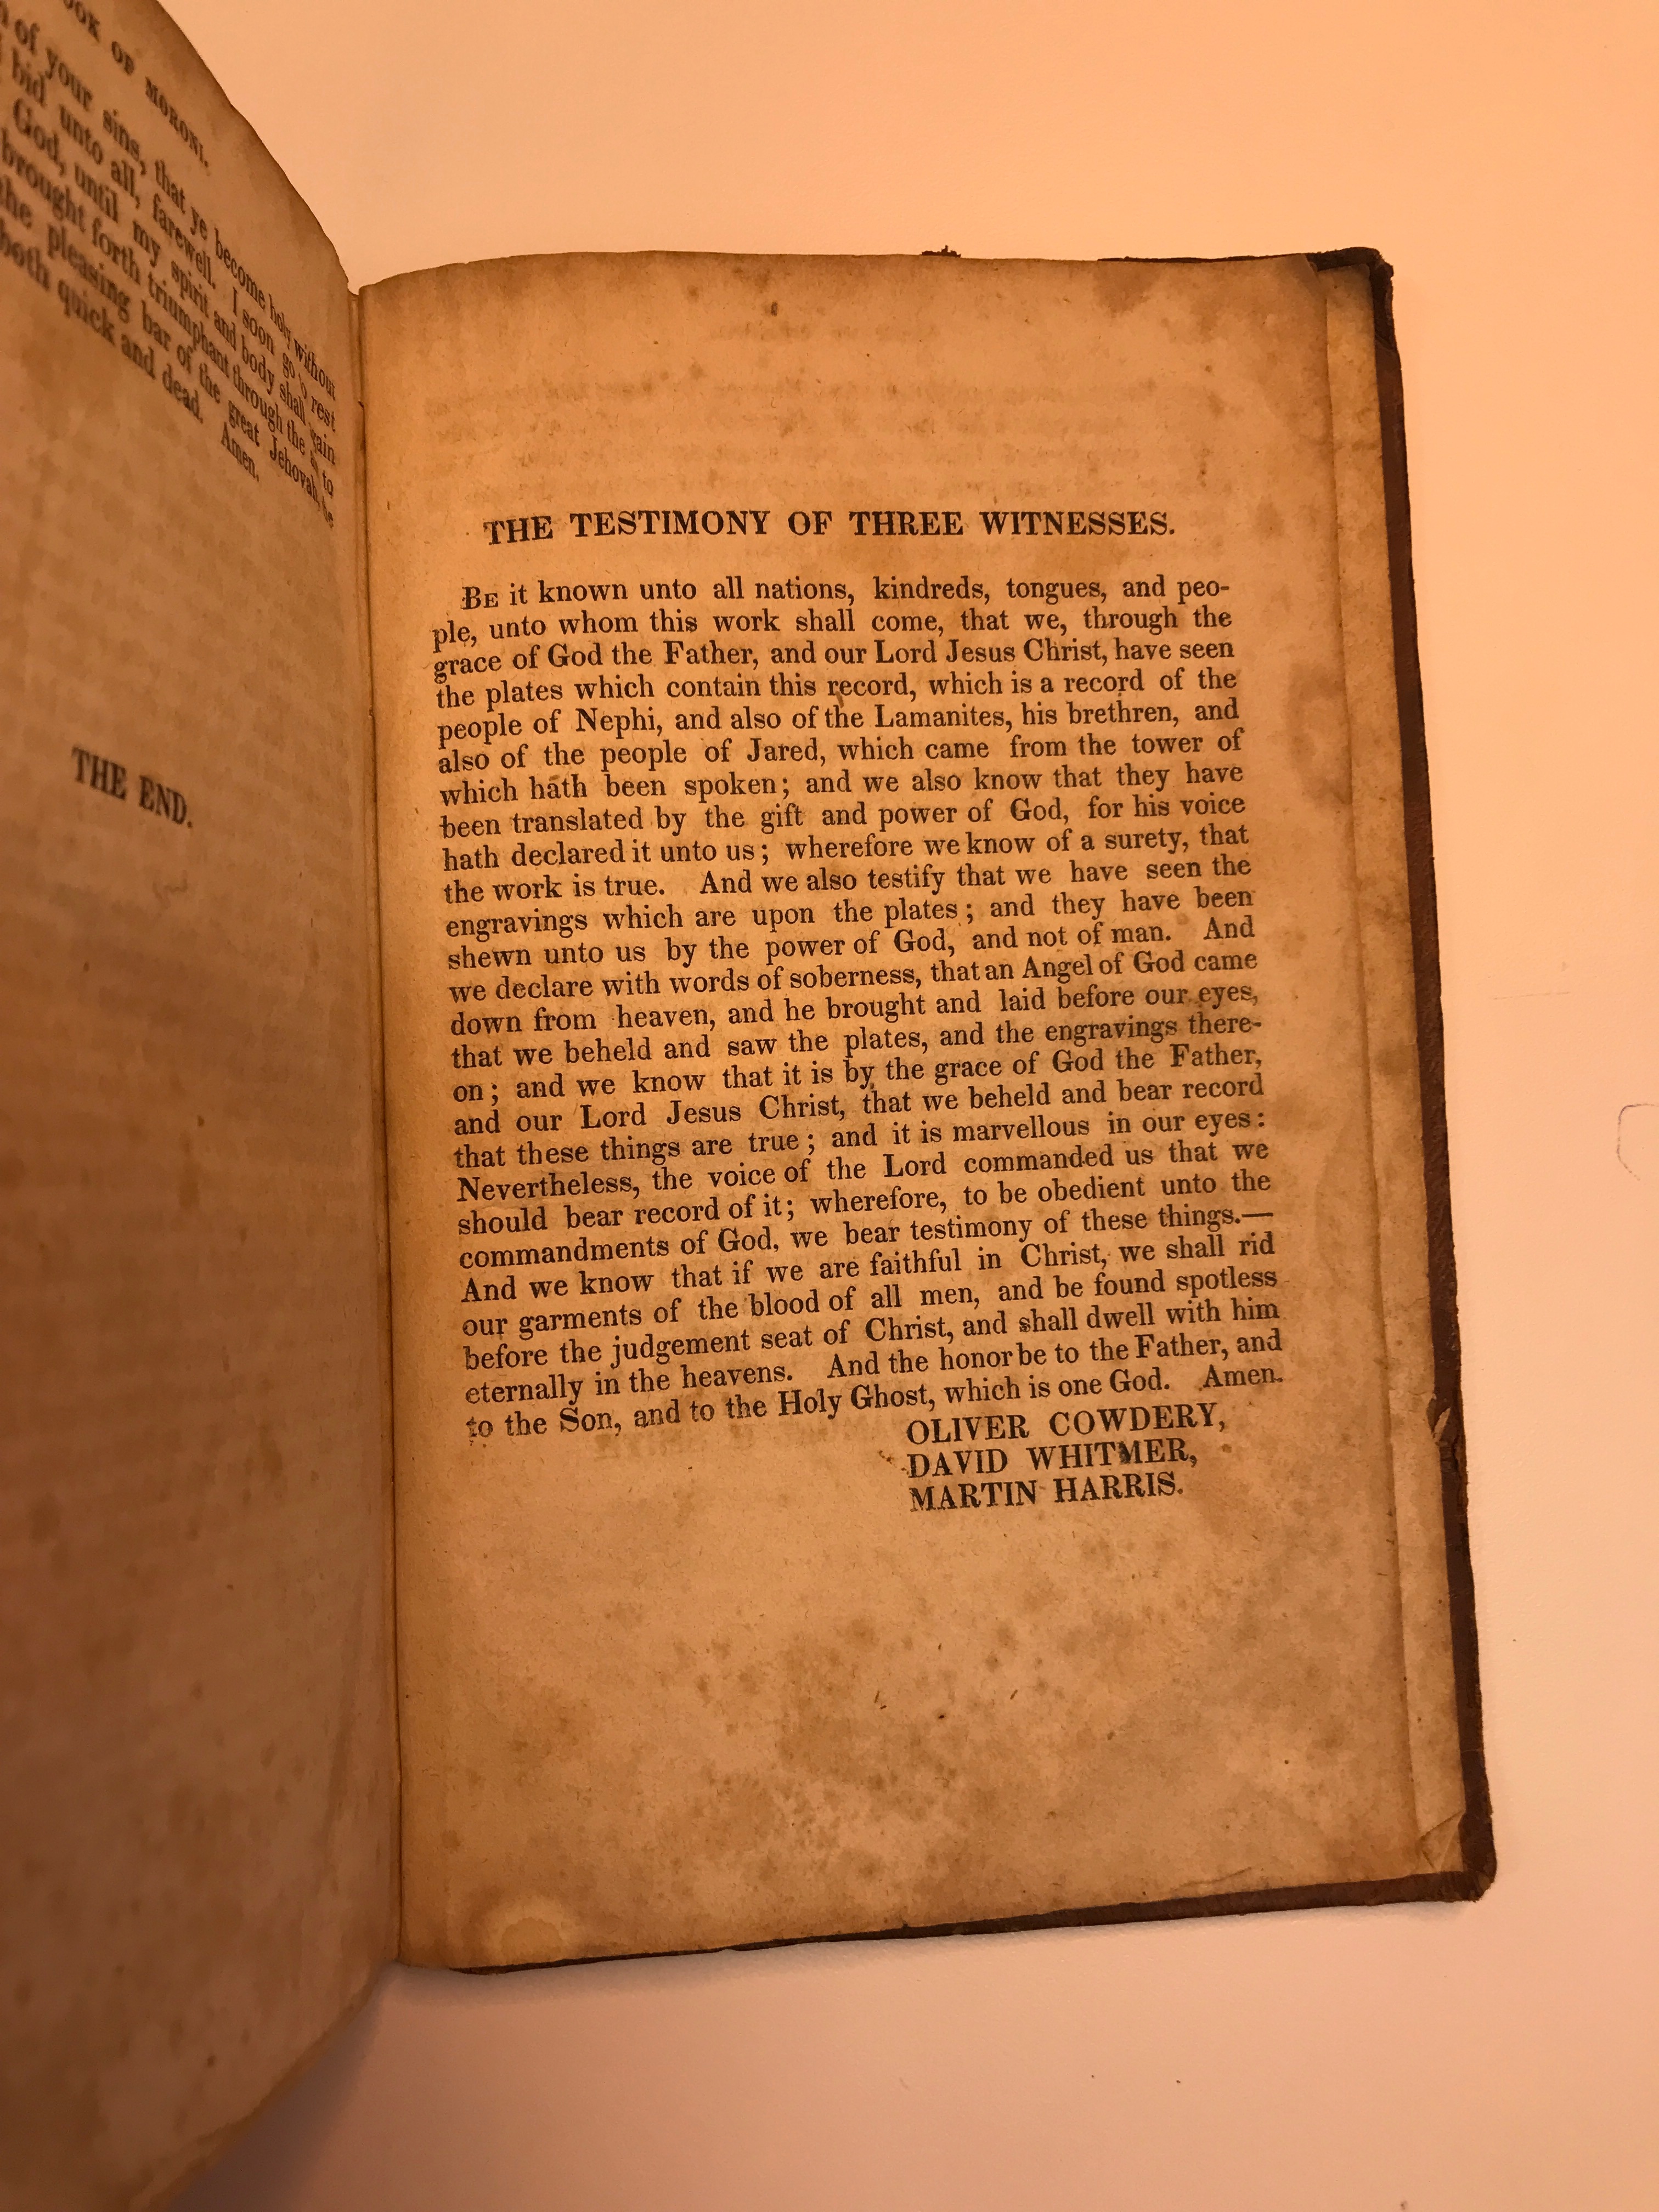 OOK OF MORONI.
of your sins, that ye become holy without
bid unto all, farewell. I soon go to rest
God, until my spirit and body shall again
brought forth triumphant through the to
the pleasing bar of the great Jehovah, the
both quick and dead. Amen.
THE END.
THE TESTIMONY OF THREE WITNESSES.
BE it known unto all nations, kindreds, tongues, and peo-
ple, unto whom this work shall come, that we, through the
grace of God the Father, and our Lord Jesus Christ, have seen
the plates which contain this record, which is a record of the
people of Nephi, and also of the Lamanites, his brethren, and
also of the people of Jared, which came from the tower of
which hath been spoken; and we also know that they have
been translated by the gift and power of God, for his voice
hath declared it unto us; wherefore we know of a surety, that
the work is true. And we also testify that we have seen the
engravings which are upon the plates; and they have been
shewn unto us by the power of God, and not of man. And
we declare with words of soberness, that an Angel of God came
down from heaven, and he brought and laid before our eyes,
that we beheld and saw the plates, and the engravings there-
on; and we know that it is by the grace of God the Father,
and our Lord Jesus Christ, that we beheld and bear record
that these things are true; and it is marvellous in our eyes:
Nevertheless, the voice of the Lord commanded us that we
should bear record of it; wherefore, to be obedient unto the
commandments of God, we bear testimony of these things.—
And we know that if we are faithful in Christ, we shall rid
our garments of the blood of all men, and be found spotless
before the judgement seat of Christ, and shall dwell with him
eternally in the heavens. And the honor be to the Father, and
to the Son, and to the Holy Ghost, which is one God. Amen.
OLIVER COWDERY,
DAVID WHITMER,
MARTIN HARRIS.